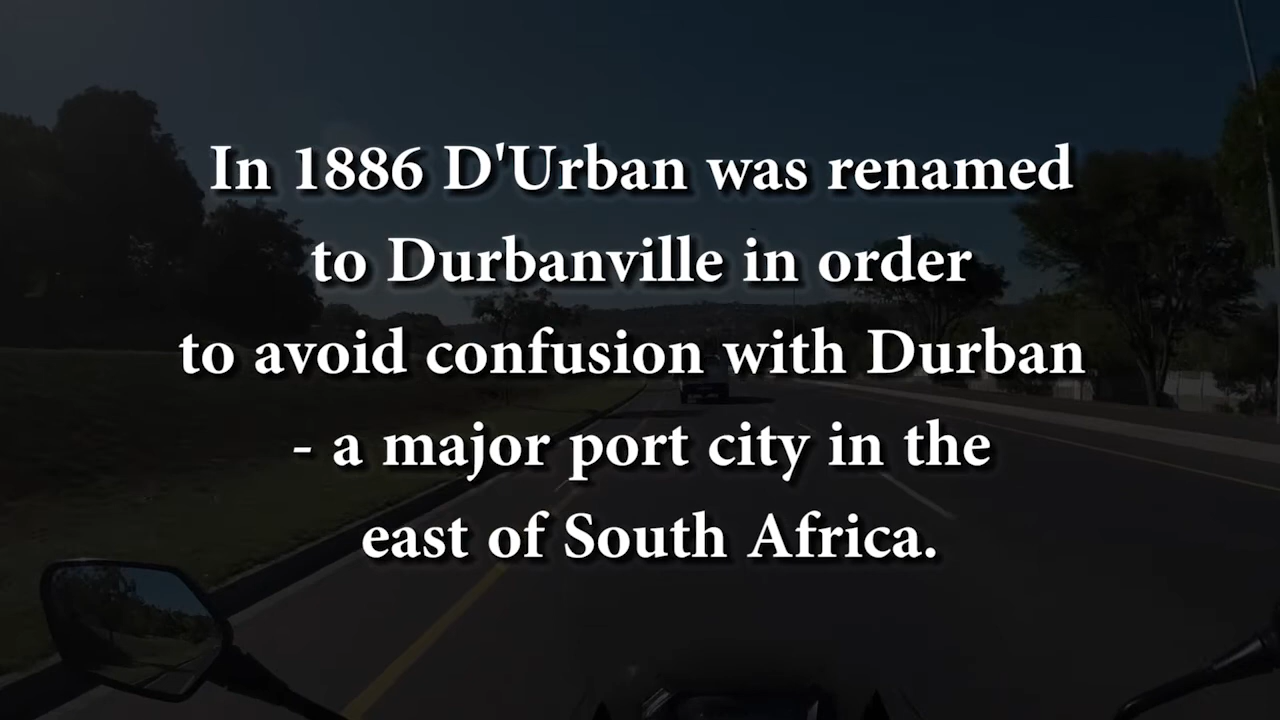 In 1886 D'Urban was renamed
to Durbanville in order
to avoid confusion with Durban
- a major port city in the
east of South Africa.